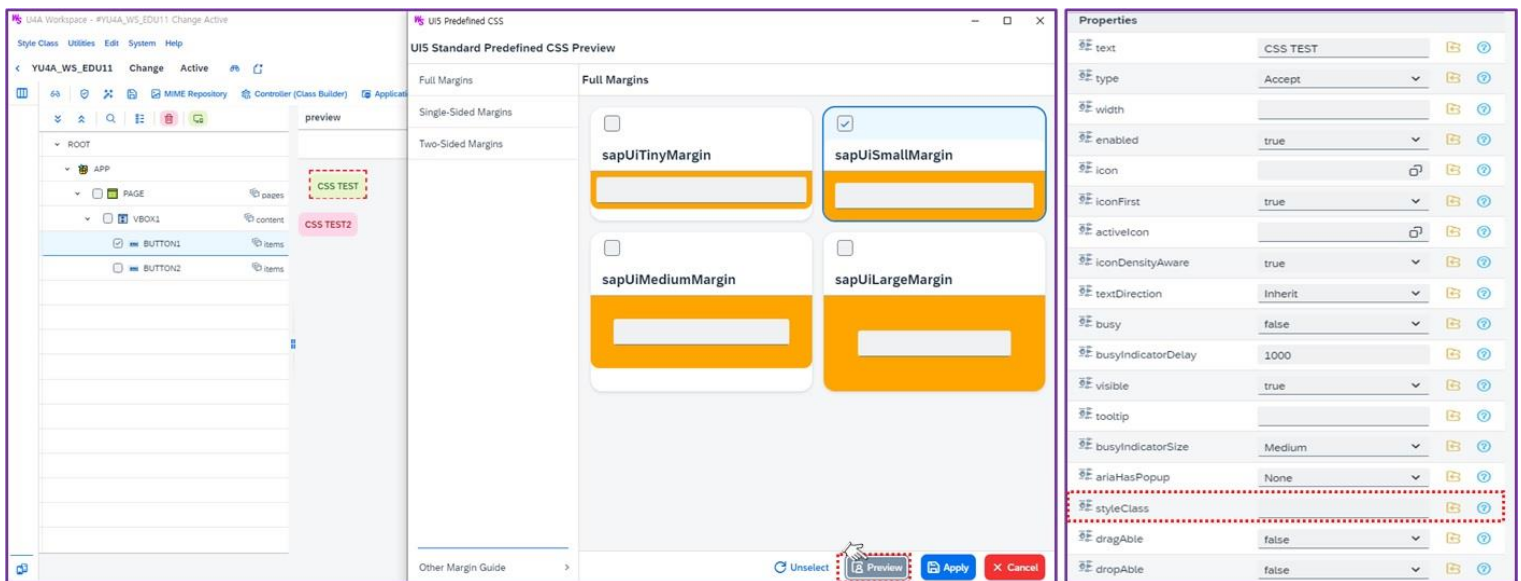 U4A Workspace - #YU4A_WS_EDU11 Change Active
Style Class Utilities Edit System Help
YU4A_WS_EDU11 Change Active
MIME Repository Controller (Class Builder) Applicati
preview
ROOT
APP
PAGE pages
VBOX1 content
BUTTON1 items
BUTTON2 items
CSS TEST
CSS TEST2
UI5 Predefined CSS
UI5 Standard Predefined CSS Preview
Full Margins
Single-Sided Margins
Two-Sided Margins
Full Margins
sapUiTinyMargin
sapUiSmallMargin
sapUiMediumMargin
sapUiLargeMargin
Other Margin Guide
Unselect Preview Apply Cancel
Properties
text CSS TEST
type Accept
width
enabled true
icon
iconFirst true
activeIcon
iconDensityAware true
textDirection Inherit
busy false
busyIndicatorDelay 1000
visible true
tooltip
busyIndicatorSize Medium
ariaHasPopup None
styleClass
dragAble false
dropAble false